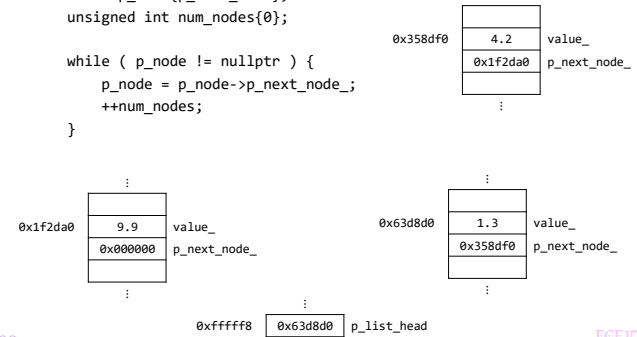 unsigned int num_nodes{0};
while ( p_node != nullptr ) {
p_node = p_node->p_next_node_;
++num_nodes;
}
0x358df0 4.2 value_
0x1f2da0 p_next_node_
⋮
⋮ ⋮
0x1f2da0 9.9 value_ 0x63d8d0 1.3 value_
0x000000 p_next_node_ 0x358df0 p_next_node_
⋮ ⋮
⋮
0xfffff8 0x63d8d0 p_list_head